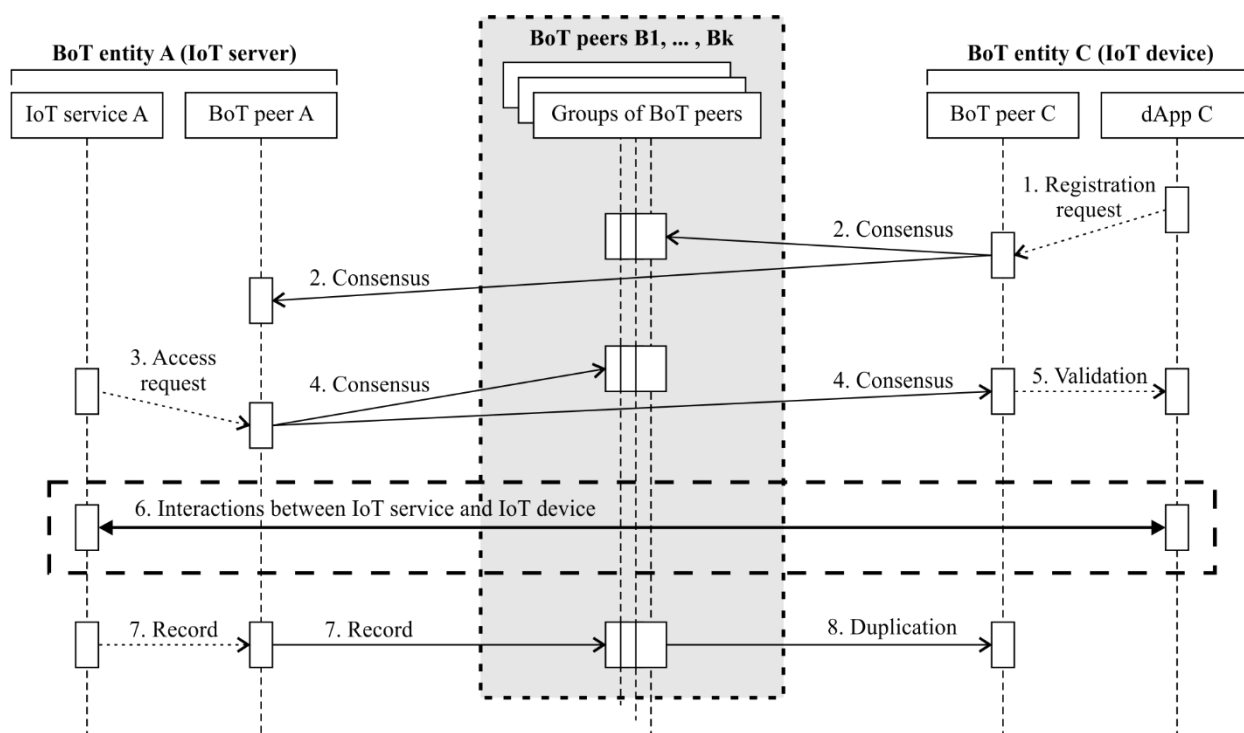 BoT peers B1, ... , Bk
BoT entity A (IoT server)
BoT entity C (IoT device)
IoT service A
BoT peer A
Groups of BoT peers
BoT peer C
dApp C
1. Registration
request
2. Consensus
2. Consensus
3. Access
request
4. Consensus
4. Consensus
5. Validation
6. Interactions between IoT service and IoT device
7. Record
7. Record
8. Duplication